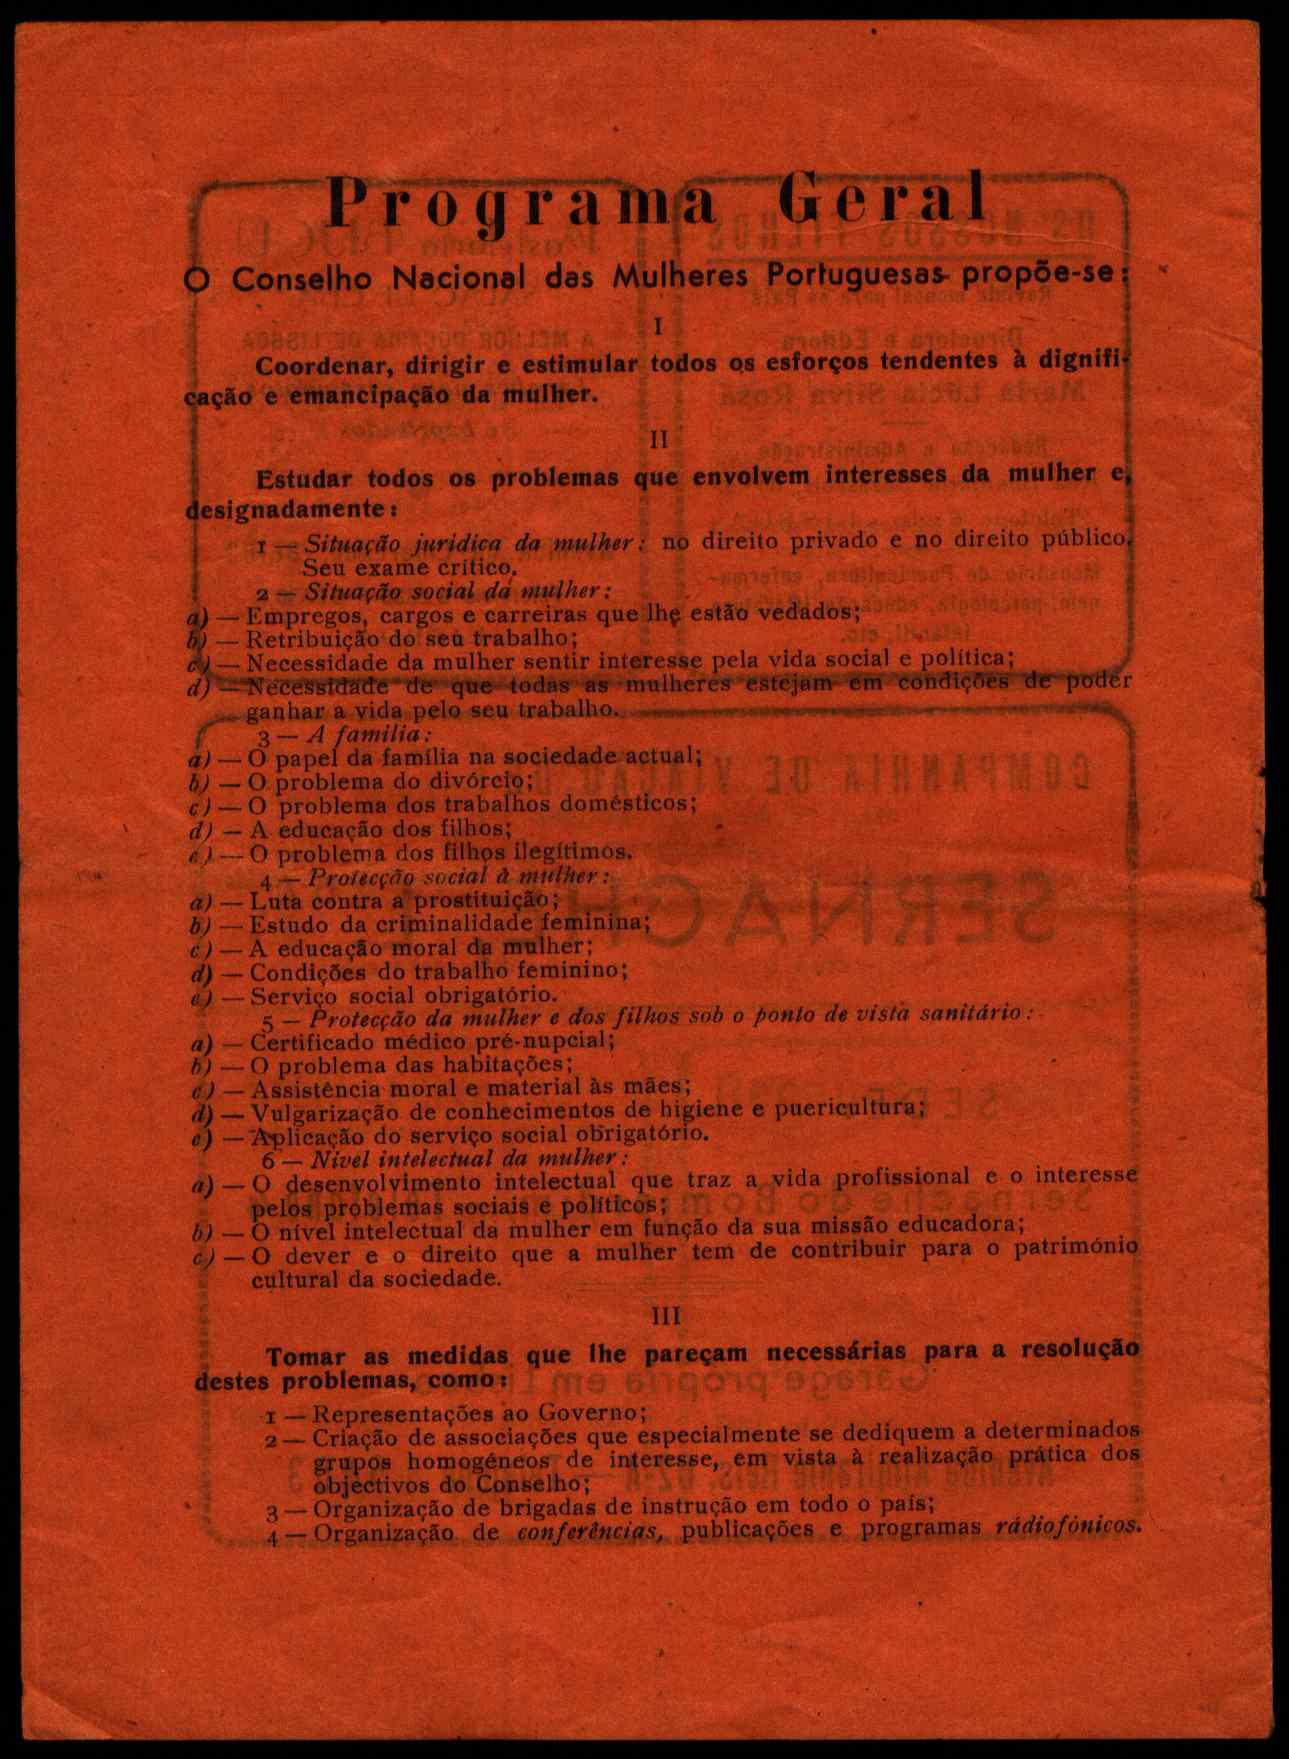 Programa Geral
O Conselho Nacional das Mulheres Portuguesas propõe-se:
I
Coordenar, dirigir e estimular todos os esforços tendentes à dignifi-
cação e emancipação da mulher.
II
Estudar todos os problemas que envolvem interesses da mulher e,
designadamente:
1 — Situação jurídica da mulher: no direito privado e no direito público.
Seu exame crítico.
2 — Situação social da mulher:
a) — Empregos, cargos e carreiras que lhe estão vedados;
b) — Retribuição do seu trabalho;
c) — Necessidade da mulher sentir interesse pela vida social e política;
d) — Necessidade de que todas as mulheres estejam em condições de poder
ganhar a vida pelo seu trabalho.
3 — A família:
a) — O papel da família na sociedade actual;
b) — O problema do divórcio;
c) — O problema dos trabalhos domésticos;
d) — A educação dos filhos;
e) — O problema dos filhos ilegítimos.
4 — Protecção social à mulher:
a) — Luta contra a prostituição;
b) — Estudo da criminalidade feminina;
c) — A educação moral da mulher;
d) — Condições do trabalho feminino;
e) — Serviço social obrigatório.
5 — Protecção da mulher e dos filhos sob o ponto de vista sanitário:
a) — Certificado médico pré-nupcial;
b) — O problema das habitações;
c) — Assistência moral e material às mães;
d) — Vulgarização de conhecimentos de higiene e puericultura;
e) — Aplicação do serviço social obrigatório.
6 — Nível intelectual da mulher:
a) — O desenvolvimento intelectual que traz a vida profissional e o interesse
pelos problemas sociais e políticos;
b) — O nível intelectual da mulher em função da sua missão educadora;
c) — O dever e o direito que a mulher tem de contribuir para o património
cultural da sociedade.
III
Tomar as medidas que lhe pareçam necessárias para a resolução
destes problemas, como:
1 — Representações ao Governo;
2 — Criação de associações que especialmente se dediquem a determinados
grupos homogéneos de interesse, em vista à realização prática dos
objectivos do Conselho;
3 — Organização de brigadas de instrução em todo o país;
4 — Organização de conferências, publicações e programas rádiofónicos.